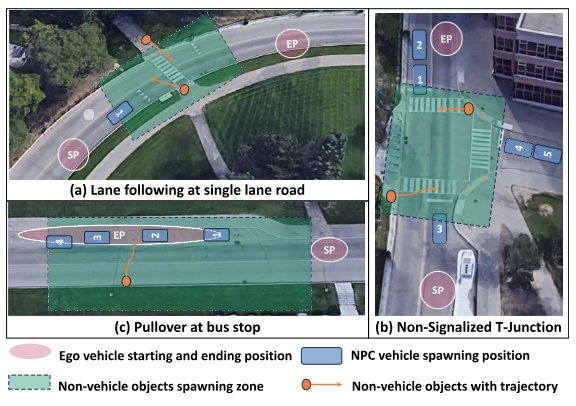 EP
1
SP
(a) Lane following at single lane road
4
3
EP
2
1
SP
(c) Pullover at bus stop
2
EP
1
4
5
3
SP
(b) Non-Signalized T-Junction
Ego vehicle starting and ending position
NPC vehicle spawning position
Non-vehicle objects spawning zone
Non-vehicle objects with trajectory